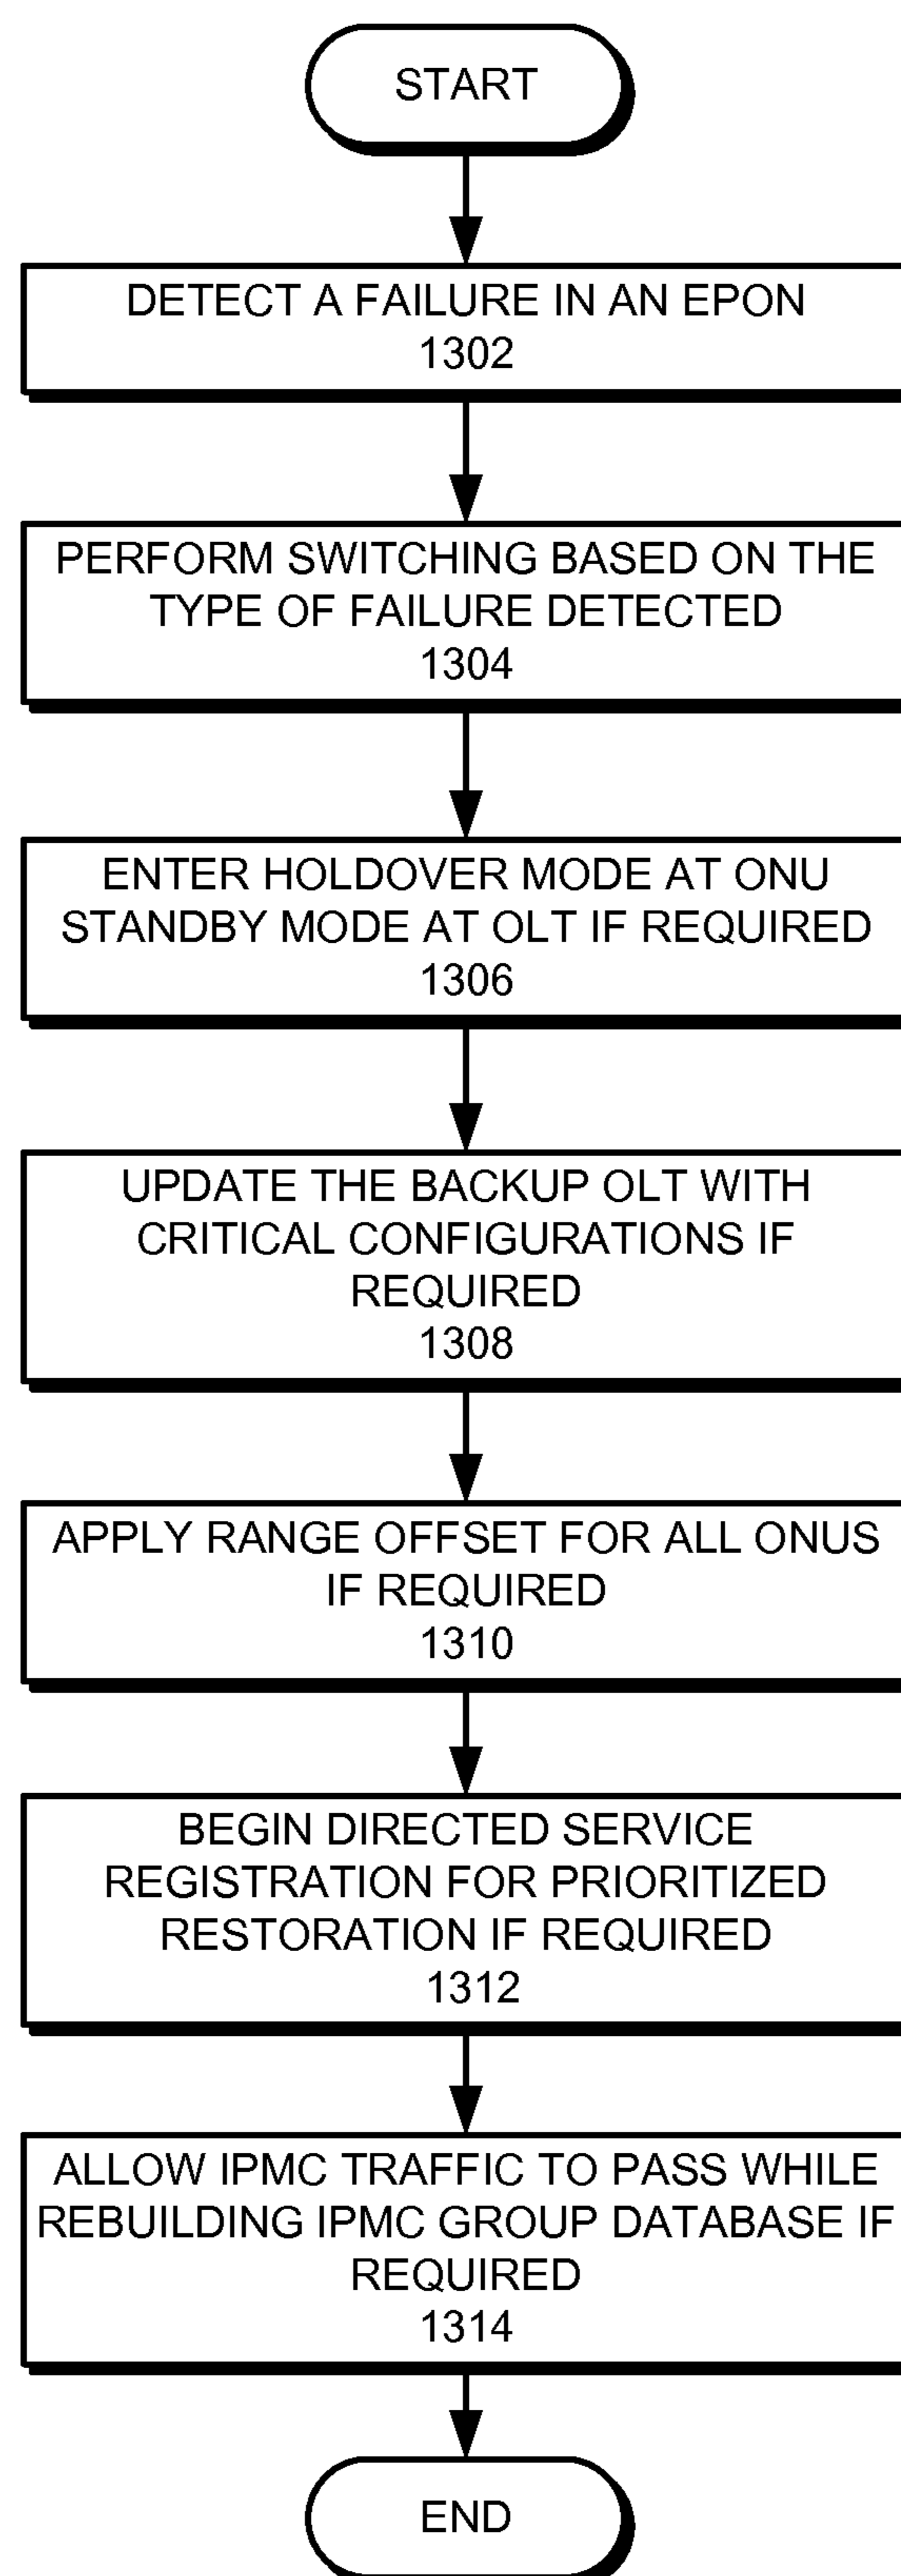 START
DETECT A FAILURE IN AN EPON
1302
PERFORM SWITCHING BASED ON THE
TYPE OF FAILURE DETECTED
1304
ENTER HOLDOVER MODE AT ONU
STANDBY MODE AT OLT IF REQUIRED
1306
UPDATE THE BACKUP OLT WITH
CRITICAL CONFIGURATIONS IF
REQUIRED
1308
APPLY RANGE OFFSET FOR ALL ONUS
IF REQUIRED
1310
BEGIN DIRECTED SERVICE
REGISTRATION FOR PRIORITIZED
RESTORATION IF REQUIRED
1312
ALLOW IPMC TRAFFIC TO PASS WHILE
REBUILDING IPMC GROUP DATABASE IF
REQUIRED
1314
END